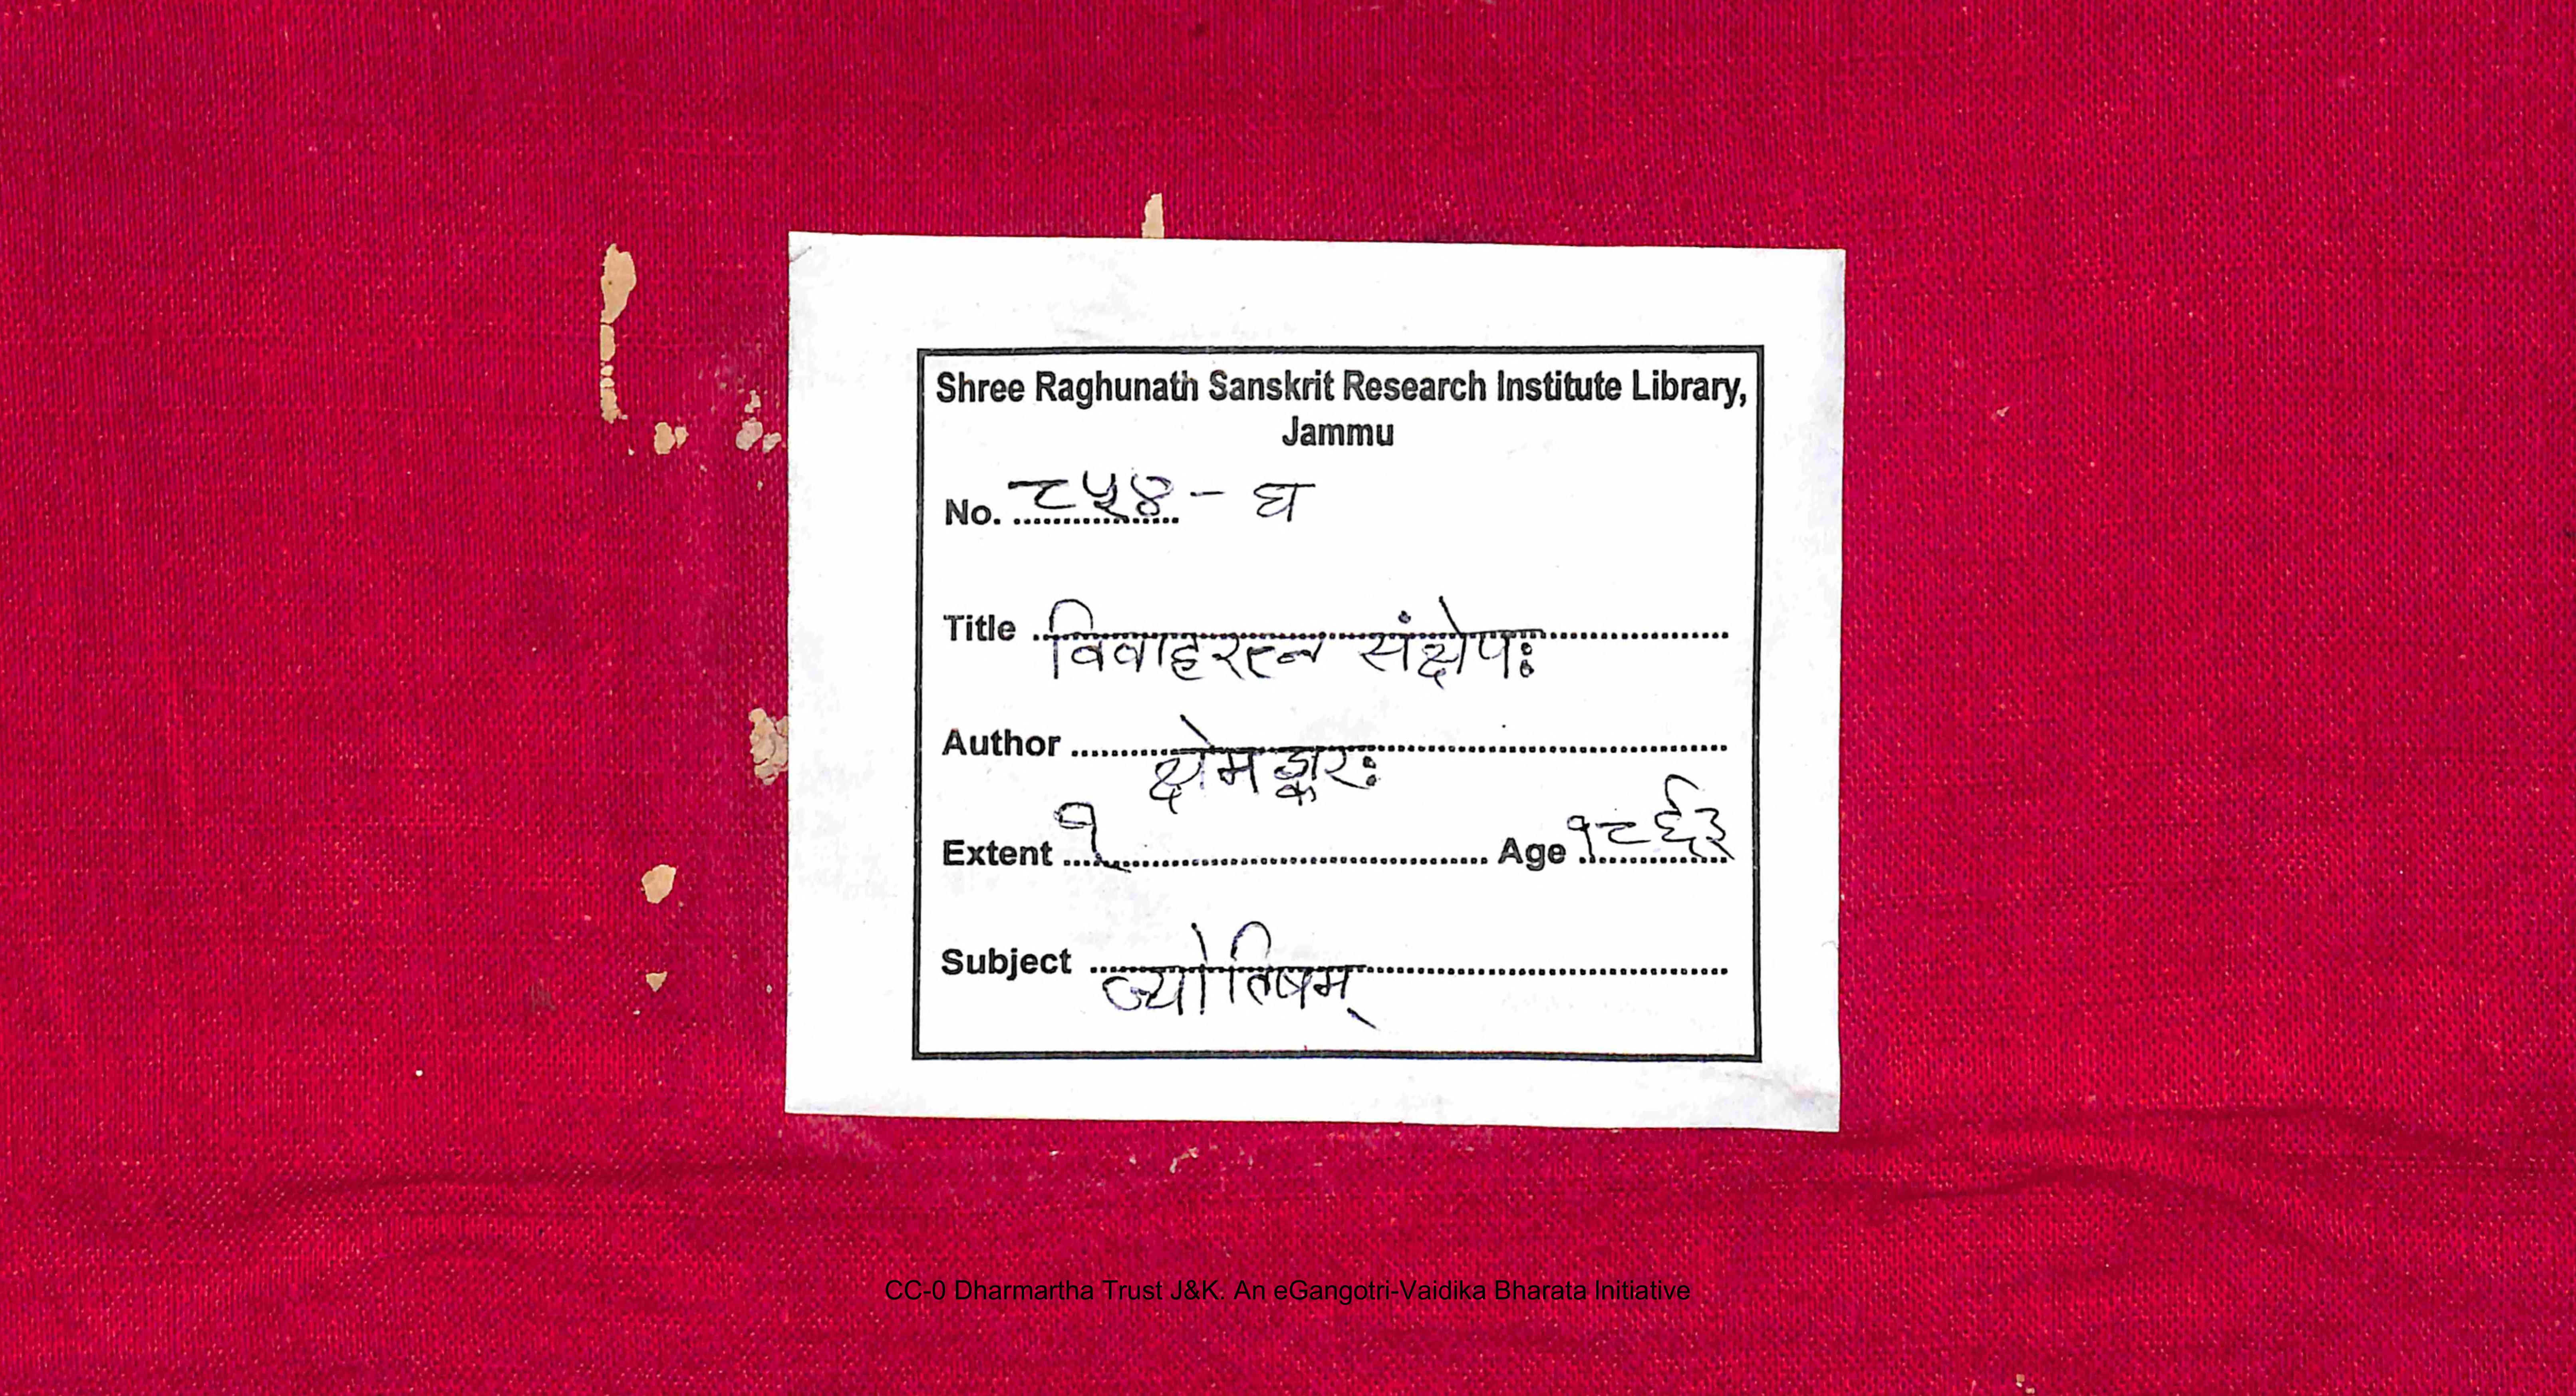 Shree Raghunath Sanskrit Research Institute Library,
Jammu
No. ८५४ - घ
Title विवाहरत्न संक्षेपः
Author क्षेमङ्करः
Extent १ Age १८६३
Subject ज्योतिषम्
CC-0 Dharmartha Trust J&K. An eGangotri-Vaidika Bharata Initiative